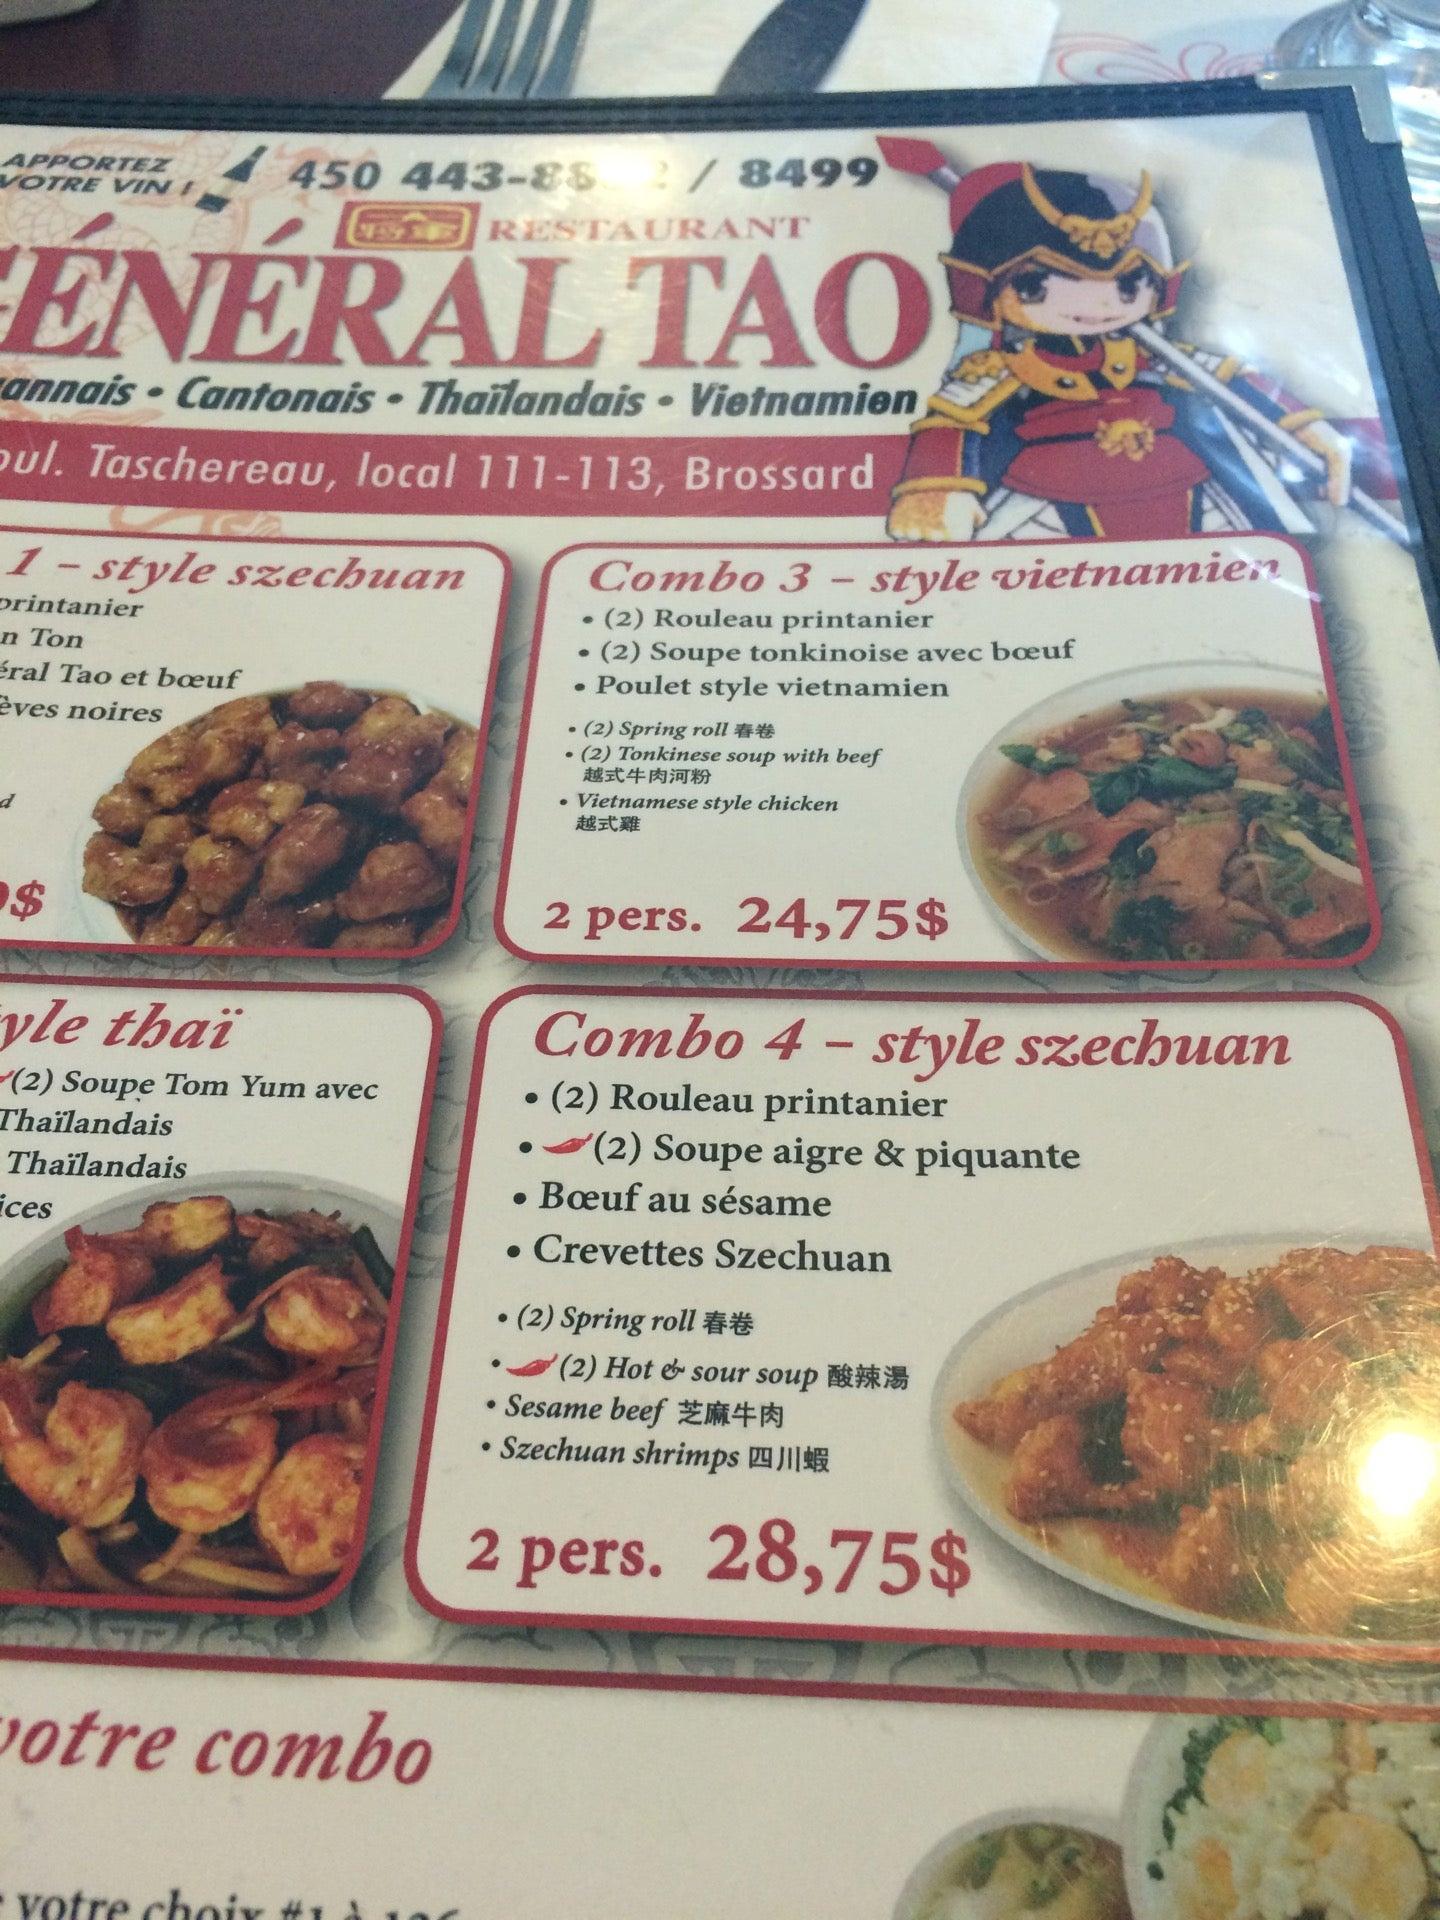 APPORTEZ
VOTRE VIN !
450 443- / 8499
RESTAURANT
GÉNÉRAL TAO
Cantonais • Thaïlandais • Vietnamien
Taschereau, local 111-113, Brossard
1 – style szechuan
printanier
Ton
Tao et bœuf
noires
Combo 3 – style vietnamien
• (2) Rouleau printanier
• (2) Soupe tonkinoise avec bœuf
• Poulet style vietnamien
• (2) Spring roll 春卷
• (2) Tonkinese soup with beef
越式牛肉河粉
• Vietnamese style chicken
越式雞
2 pers. 24,75$
thaï
(2) Soupe Tom Yum avec
Thaïlandais
Thaïlandais
Combo 4 – style szechuan
• (2) Rouleau printanier
• (2) Soupe aigre & piquante
• Bœuf au sésame
• Crevettes Szechuan
• (2) Spring roll 春卷
• (2) Hot & sour soup 酸辣湯
• Sesame beef 芝麻牛肉
• Szechuan shrimps 四川蝦
2 pers. 28,75$
votre combo
votre choix #1 à